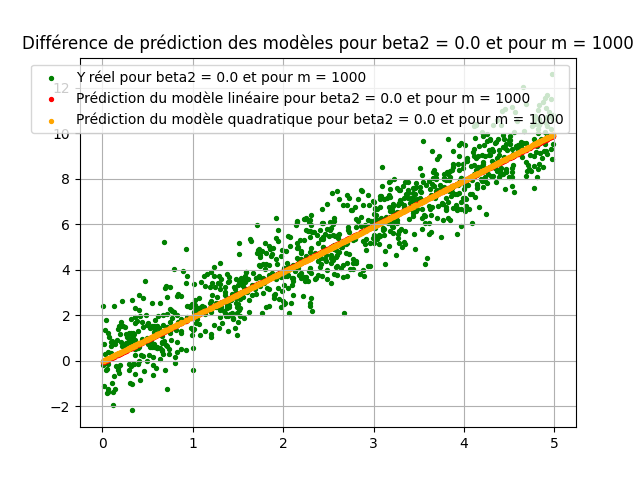 Différence de prédiction des modèles pour beta2 = 0.0 et pour m = 1000
Y réel pour beta2 = 0.0 et pour m = 1000
Prédiction du modèle linéaire pour beta2 = 0.0 et pour m = 1000
Prédiction du modèle quadratique pour beta2 = 0.0 et pour m = 1000
12
10
8
6
4
2
0
−2
0 1 2 3 4 5